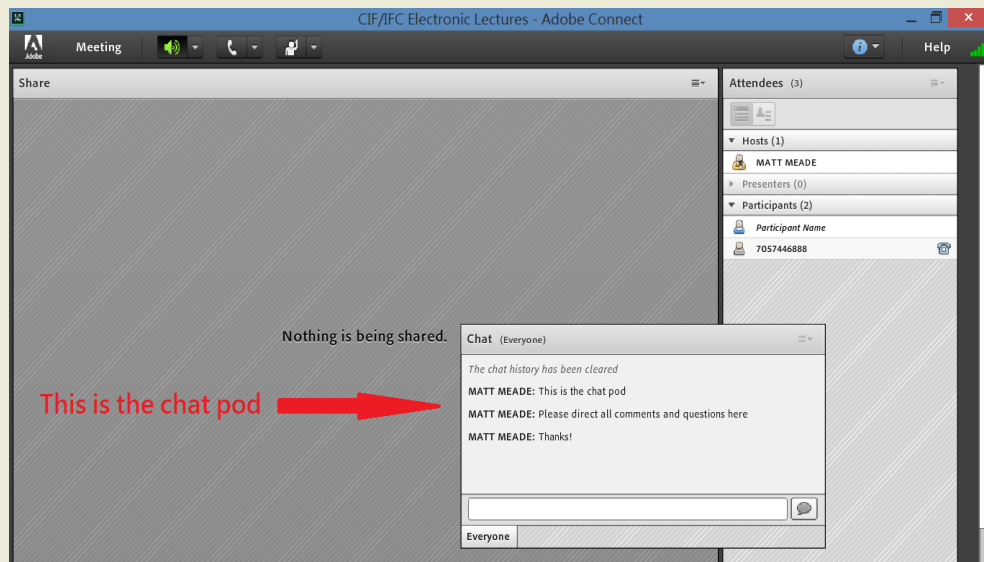 CIF/IFC Electronic Lectures - Adobe Connect
Adobe
Meeting
Help
Share
Attendees (3)
Hosts (1)
MATT MEADE
Presenters (0)
Participants (2)
Participant Name
7057446888
Nothing is being shared.
This is the chat pod
Chat (Everyone)
The chat history has been cleared
MATT MEADE: This is the chat pod
MATT MEADE: Please direct all comments and questions here
MATT MEADE: Thanks!
Everyone